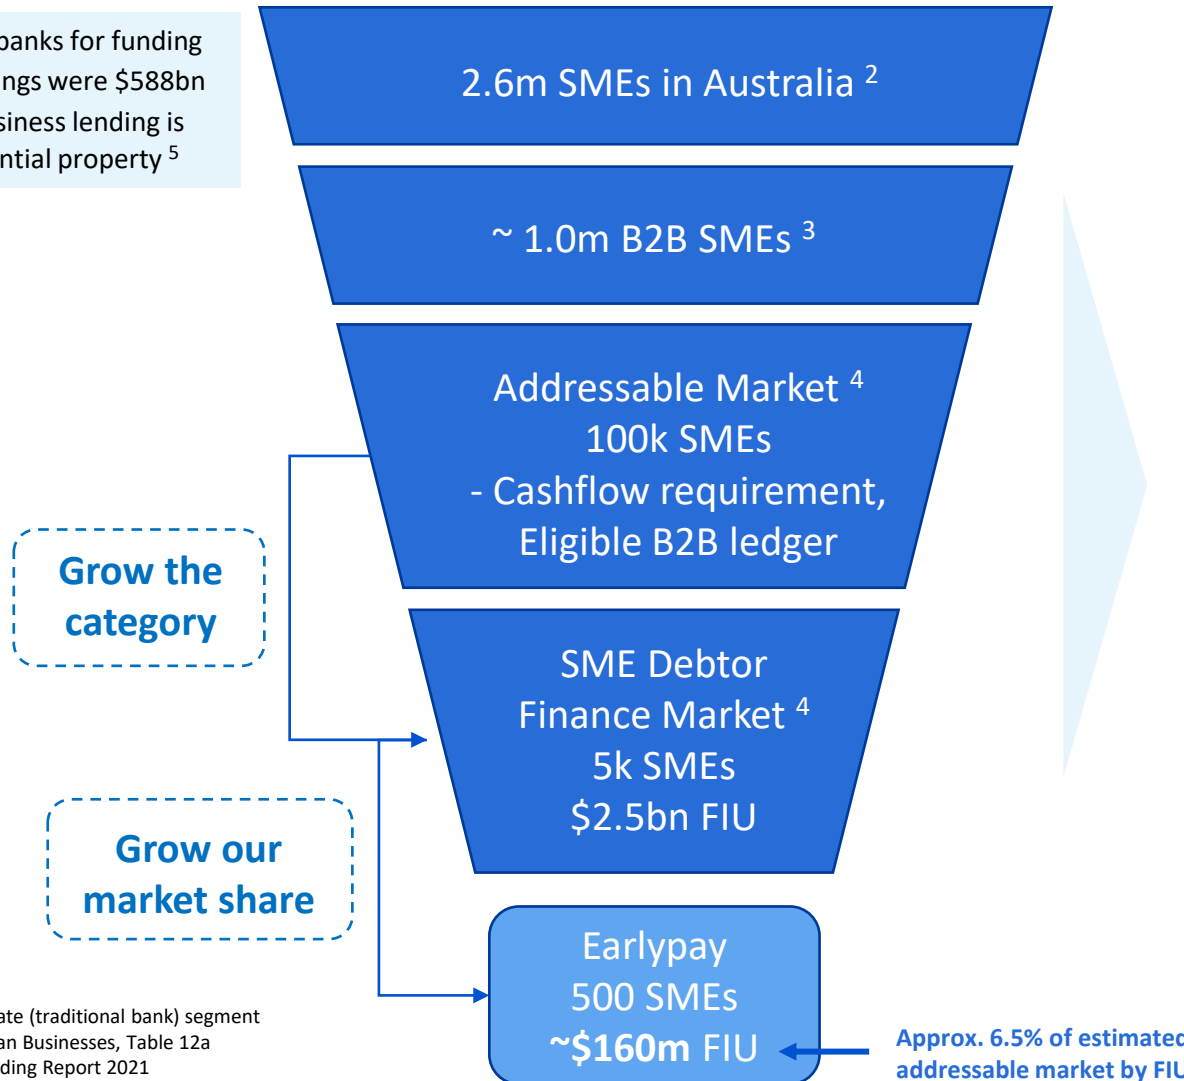 banks for funding
ngs were $588bn
siness lending is
ntial property 5
2.6m SMEs in Australia 2
~ 1.0m B2B SMEs 3
Addressable Market 4
100k SMEs
- Cashflow requirement,
Eligible B2B ledger
Grow the
category
SME Debtor
Finance Market 4
5k SMEs
$2.5bn FIU
Grow our
market share
Earlypay
500 SMEs
~$160m FIU
ate (traditional bank) segment
an Businesses, Table 12a
ding Report 2021
Approx. 6.5% of estimated
addressable market by FIU